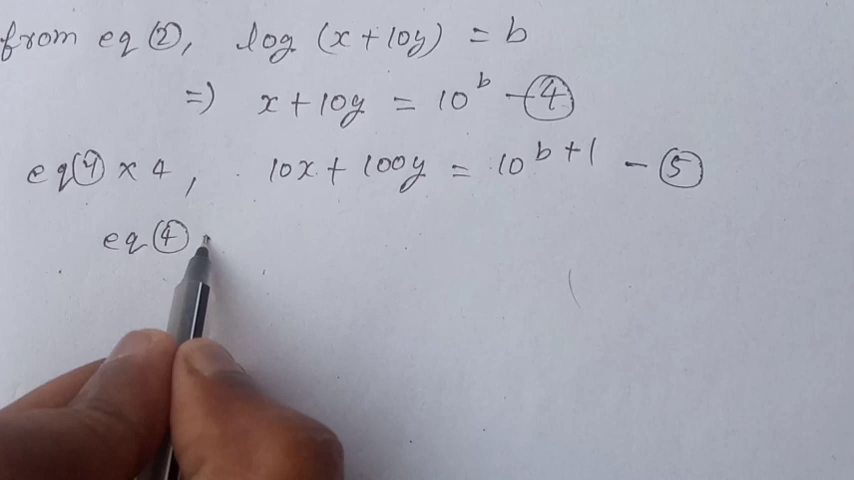 from eq ②, log (x + 10y) = b
=) x + 10y = 10^b - ④
eq ④ × 4, 10x + 100y = 10^(b+1) - ⑤
eq ④